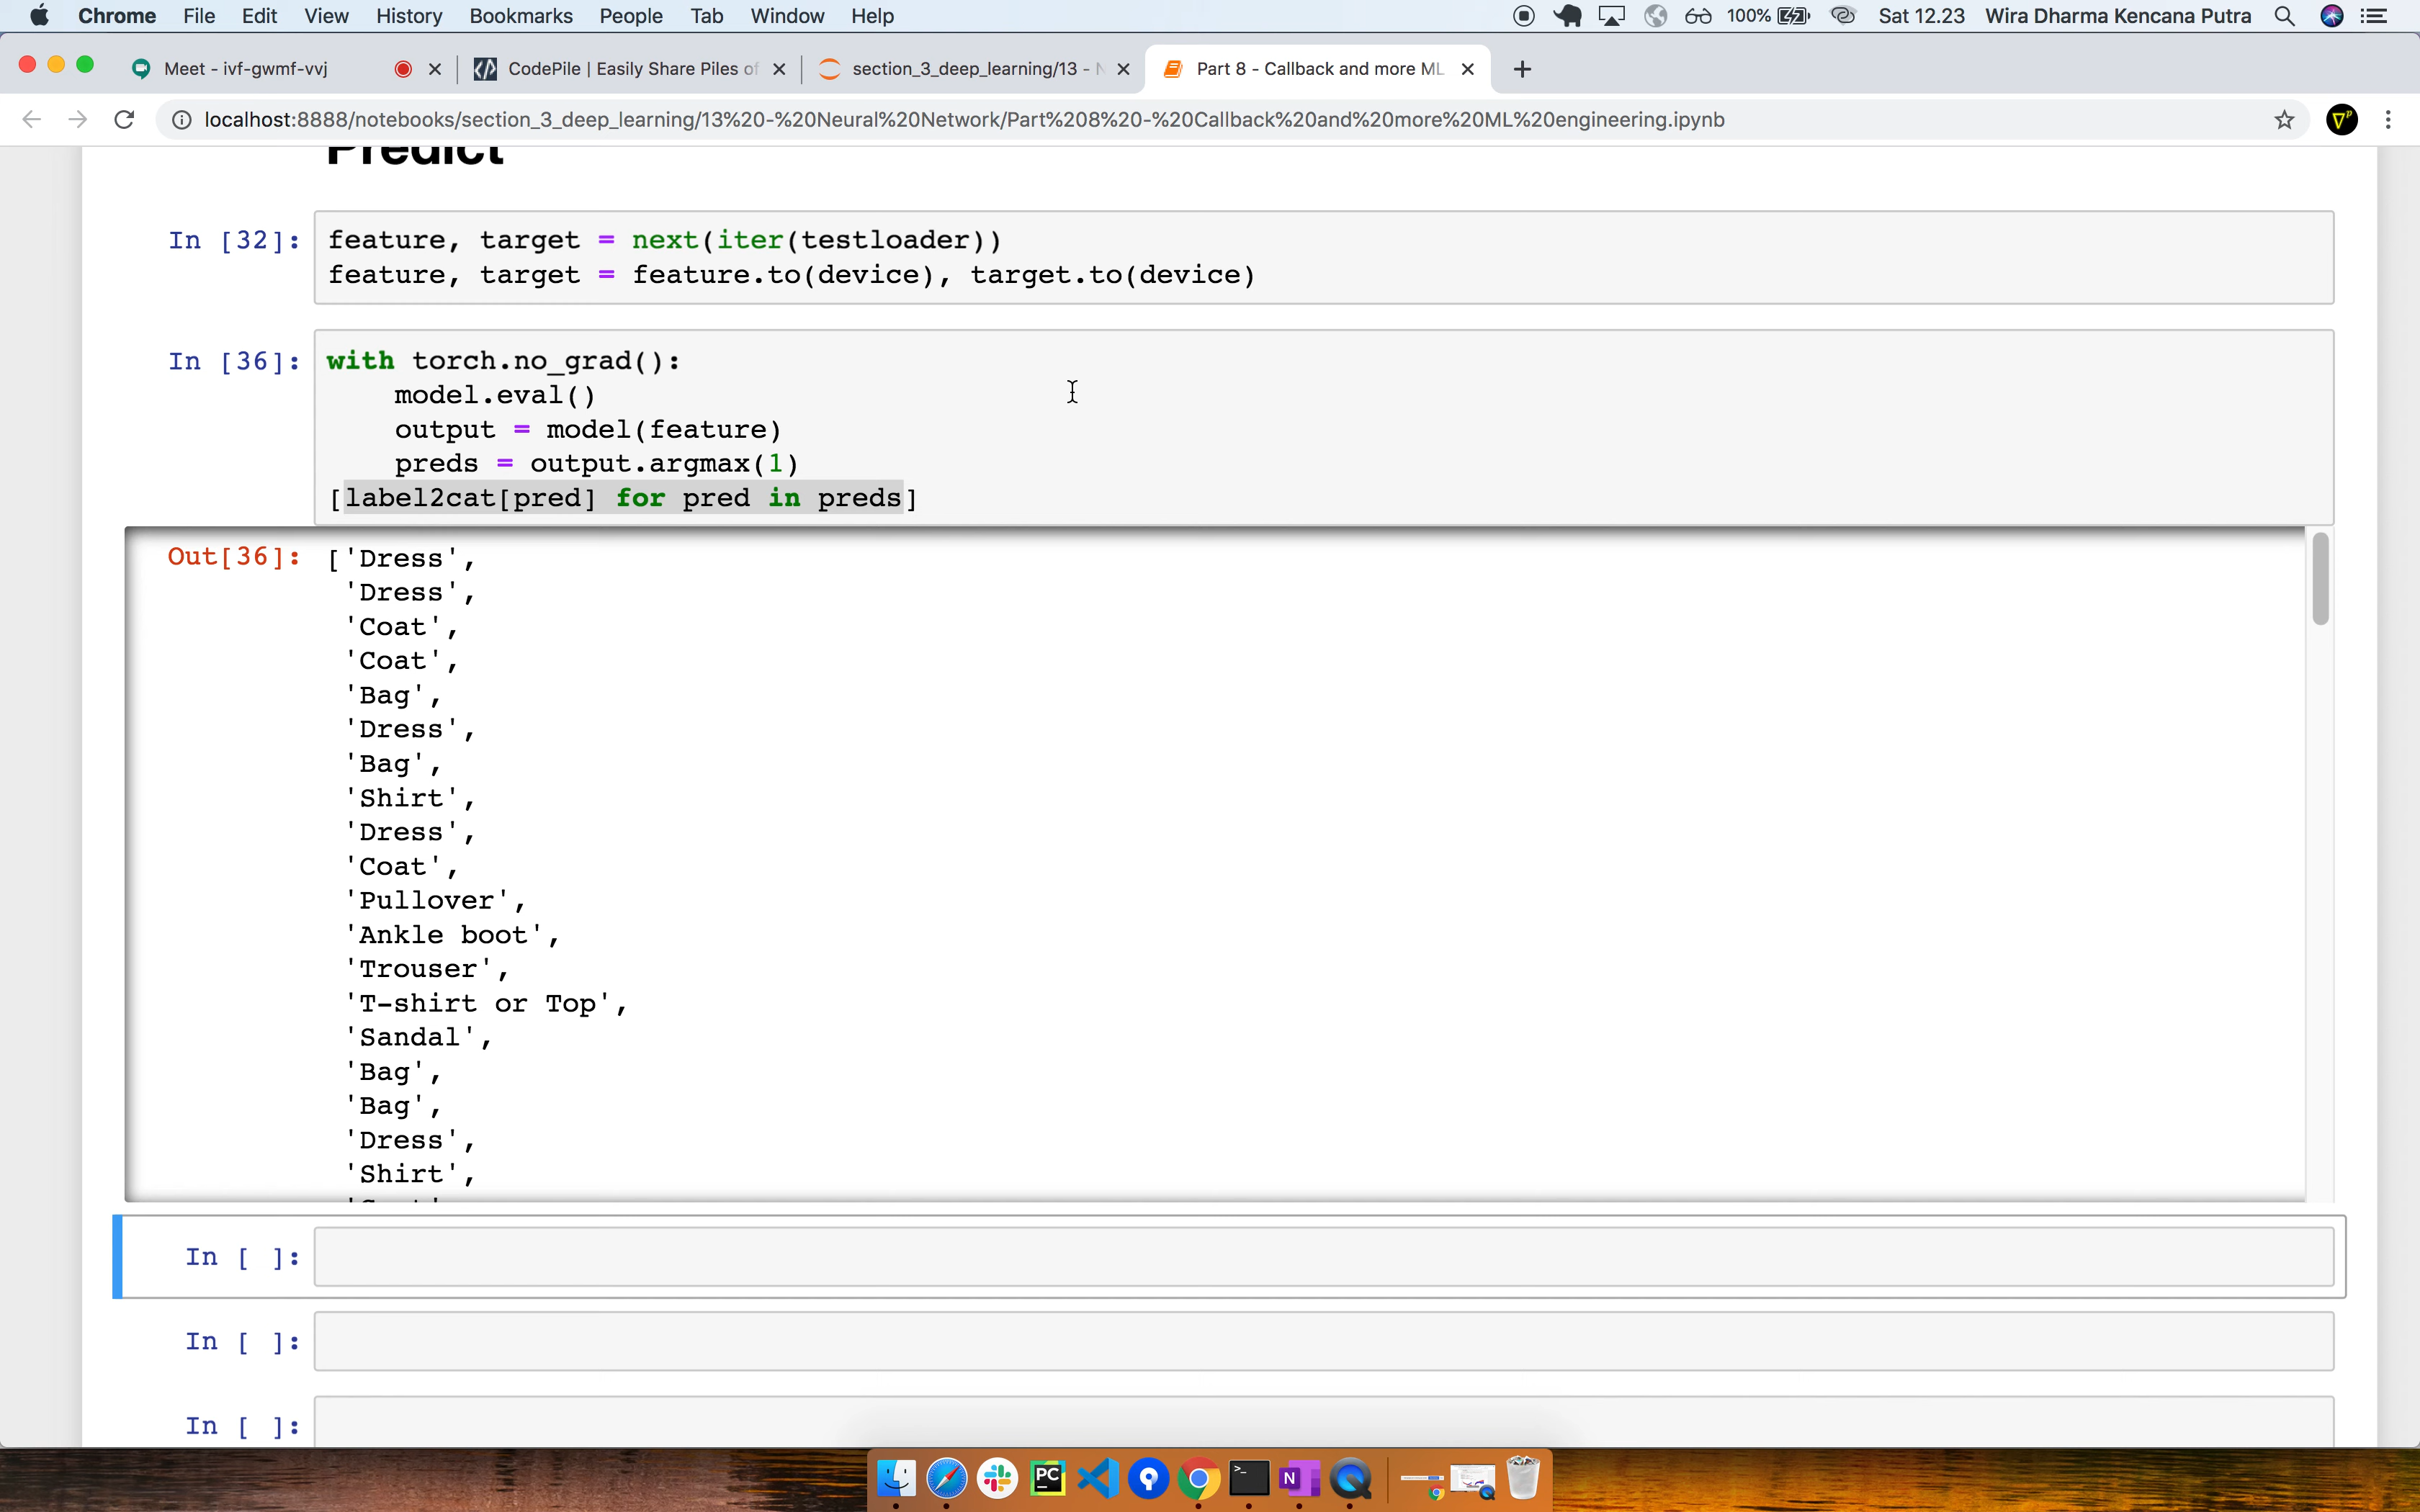 Chrome File Edit View History Bookmarks People Tab Window Help 100% Sat 12.23 Wira Dharma Kencana Putra
Meet - ivf-gwmf-vvj CodePile | Easily Share Piles of section_3_deep_learning/13 - Part 8 - Callback and more ML
localhost:8888/notebooks/section_3_deep_learning/13%20-%20Neural%20Network/Part%208%20-%20Callback%20and%20more%20ML%20engineering.ipynb
Predict
In [32]: feature, target = next(iter(testloader))
feature, target = feature.to(device), target.to(device)
In [36]: with torch.no_grad():
model.eval()
output = model(feature)
preds = output.argmax(1)
[label2cat[pred] for pred in preds]
Out[36]: ['Dress',
'Dress',
'Coat',
'Coat',
'Bag',
'Dress',
'Bag',
'Shirt',
'Dress',
'Coat',
'Pullover',
'Ankle boot',
'Trouser',
'T-shirt or Top',
'Sandal',
'Bag',
'Bag',
'Dress',
'Shirt',
In [ ]:
In [ ]:
In [ ]:
PC
N